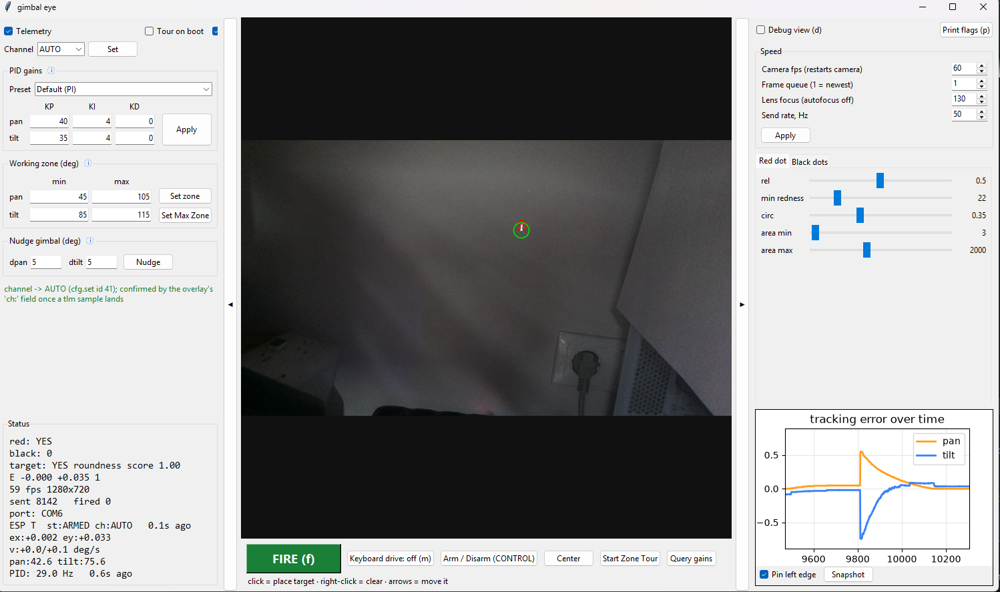 gimbal eye
Telemetry
Tour on boot
Channel AUTO Set
PID gains ⓘ
Preset Default (PI)
KP KI KD
pan 40 4 0
Apply
tilt 35 4 0
Working zone (deg) ⓘ
min max
pan 45 105 Set zone
tilt 85 115 Set Max Zone
Nudge gimbal (deg) ⓘ
dpan 5 dtilt 5 Nudge
channel -> AUTO (cfg.set id 41); confirmed by the overlay's
'ch:' field once a tlm sample lands
Status
red: YES
black: 0
target: YES roundness score 1.00
E -0.000 +0.035 1
59 fps 1280x720
sent 8142 fired 0
port: COM6
ESP T st:ARMED ch:AUTO 0.1s ago
ex:+0.002 ey:+0.033
v:+0.0/+0.1 deg/s
pan:42.6 tilt:75.6
PID: 29.0 Hz 0.6s ago
FIRE (f) Keyboard drive: off (m) Arm / Disarm (CONTROL) Center Start Zone Tour Query gains
click = place target · right-click = clear · arrows = move it
Debug view (d) Print flags (p)
Speed
Camera fps (restarts camera) 60
Frame queue (1 = newest) 1
Lens focus (autofocus off) 130
Send rate, Hz 50
Apply
Red dot Black dots
rel 0.5
min redness 22
circ 0.35
area min 3
area max 2000
tracking error over time
pan
tilt
0.5
0.0
−0.5
9600 9800 10000 10200
Pin left edge Snapshot